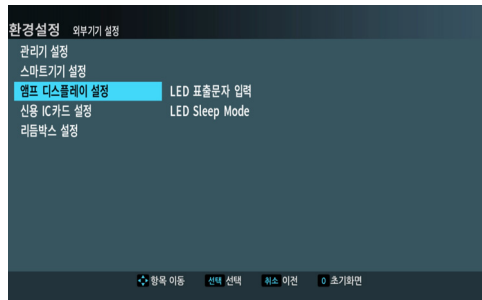 환경설정 외부기기 설정
관리기 설정
스마트기기 설정
앰프 디스플레이 설정 LED 표출문자 입력
신용 IC카드 설정 LED Sleep Mode
리듬박스 설정
항목 이동 선택 선택 취소 이전 0 초기화면